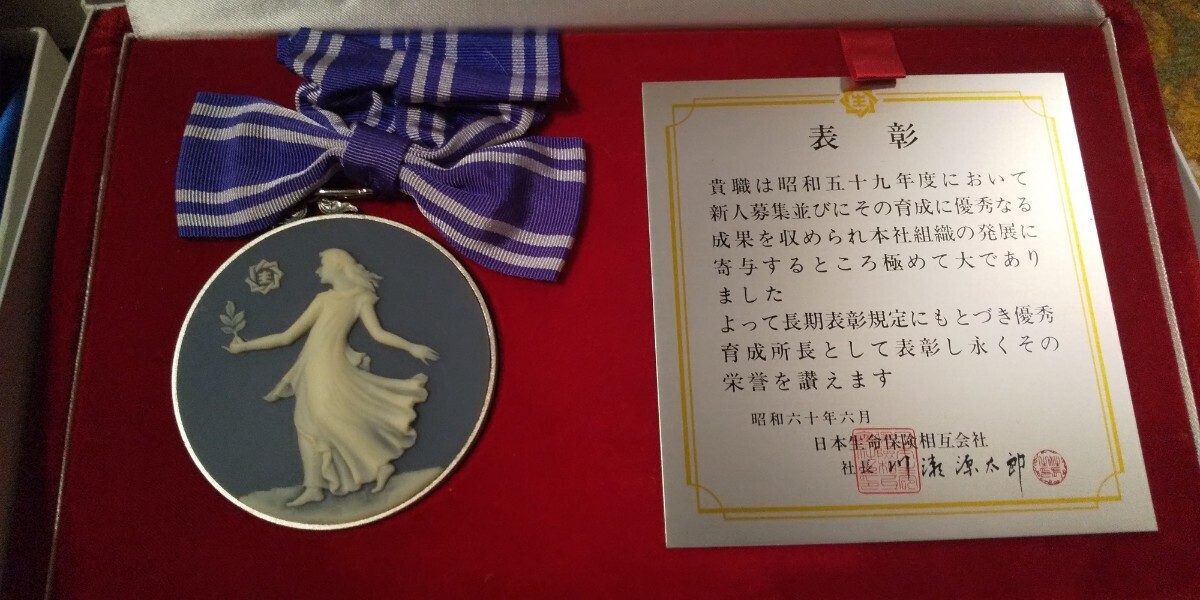 表彰
貴職は昭和五十九年度において
新人募集並びにその育成に優秀なる
成果を収められ本社組織の発展に
寄与するところ極めて大であり
ました
よって長期表彰規定にもとづき優秀
育成所長として表彰し永くその
栄誉を讃えます
昭和六十年六月
日本生命保険相互会社
社長 川瀬源太郎